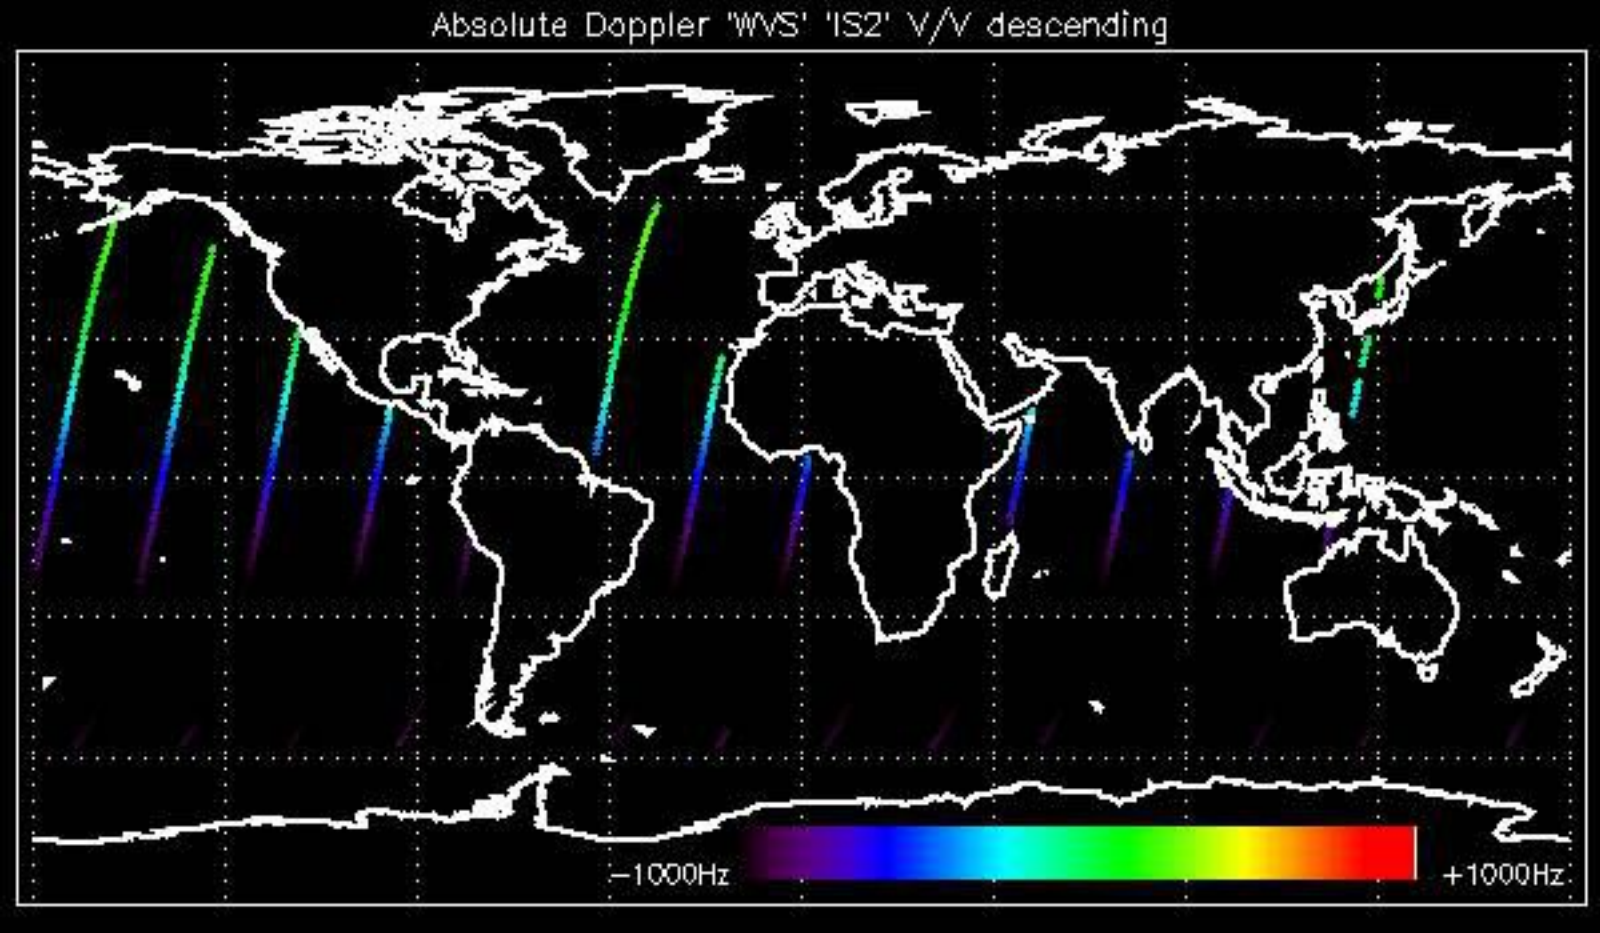 Absolute Doppler 'WVS' 'IS2' V/V descending
−1000Hz +1000Hz